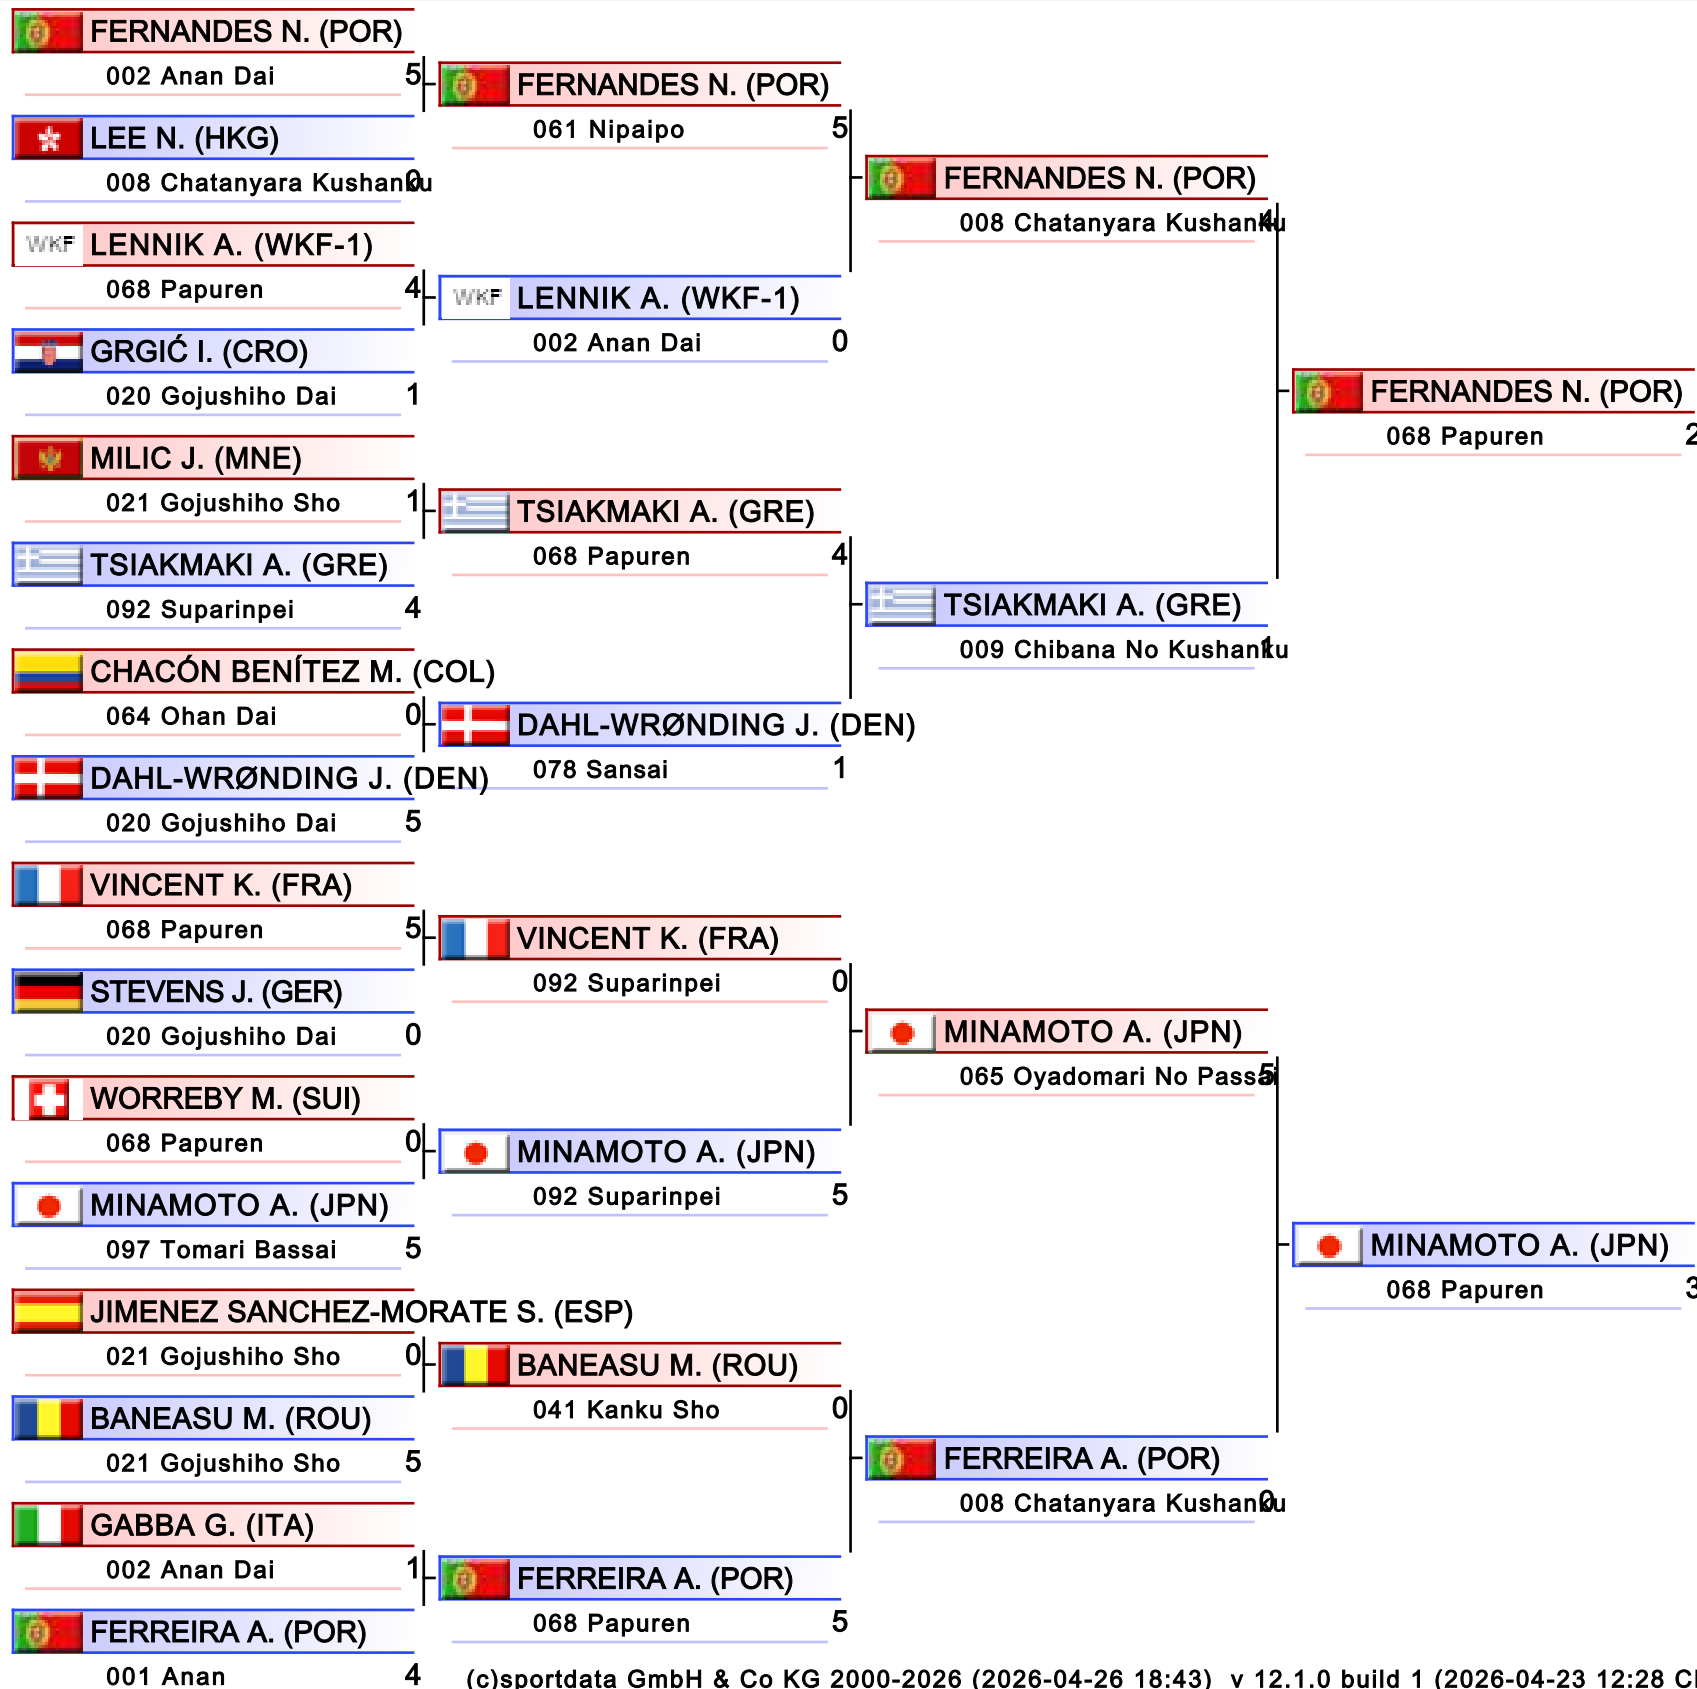 FERNANDES N. (POR)
002 Anan Dai 5
LEE N. (HKG)
008 Chatanyara Kushanku 0
WKF LENNIK A. (WKF-1)
068 Papuren 4
GRGIĆ I. (CRO)
020 Gojushiho Dai 1
MILIC J. (MNE)
021 Gojushiho Sho 1
TSIAKMAKI A. (GRE)
092 Suparinpei 4
CHACÓN BENÍTEZ M. (COL)
064 Ohan Dai 0
DAHL-WRØNDING J. (DEN)
020 Gojushiho Dai 5
VINCENT K. (FRA)
068 Papuren 5
STEVENS J. (GER)
020 Gojushiho Dai 0
WORREBY M. (SUI)
068 Papuren 0
MINAMOTO A. (JPN)
097 Tomari Bassai 5
JIMENEZ SANCHEZ-MORATE S. (ESP)
021 Gojushiho Sho 0
BANEASU M. (ROU)
021 Gojushiho Sho 5
GABBA G. (ITA)
002 Anan Dai 1
FERREIRA A. (POR)
001 Anan 4
FERNANDES N. (POR)
061 Nipaipo 5
WKF LENNIK A. (WKF-1)
002 Anan Dai 0
TSIAKMAKI A. (GRE)
068 Papuren 4
DAHL-WRØNDING J. (DEN)
078 Sansai 1
VINCENT K. (FRA)
092 Suparinpei 0
MINAMOTO A. (JPN)
092 Suparinpei 5
BANEASU M. (ROU)
041 Kanku Sho 0
FERREIRA A. (POR)
068 Papuren 5
FERNANDES N. (POR)
008 Chatanyara Kushanku 4
TSIAKMAKI A. (GRE)
009 Chibana No Kushanku 1
MINAMOTO A. (JPN)
065 Oyadomari No Passai 5
FERREIRA A. (POR)
008 Chatanyara Kushanku 0
FERNANDES N. (POR)
068 Papuren 2
MINAMOTO A. (JPN)
068 Papuren 3
(c)sportdata GmbH & Co KG 2000-2026 (2026-04-26 18:43) v 12.1.0 build 1 (2026-04-23 12:28